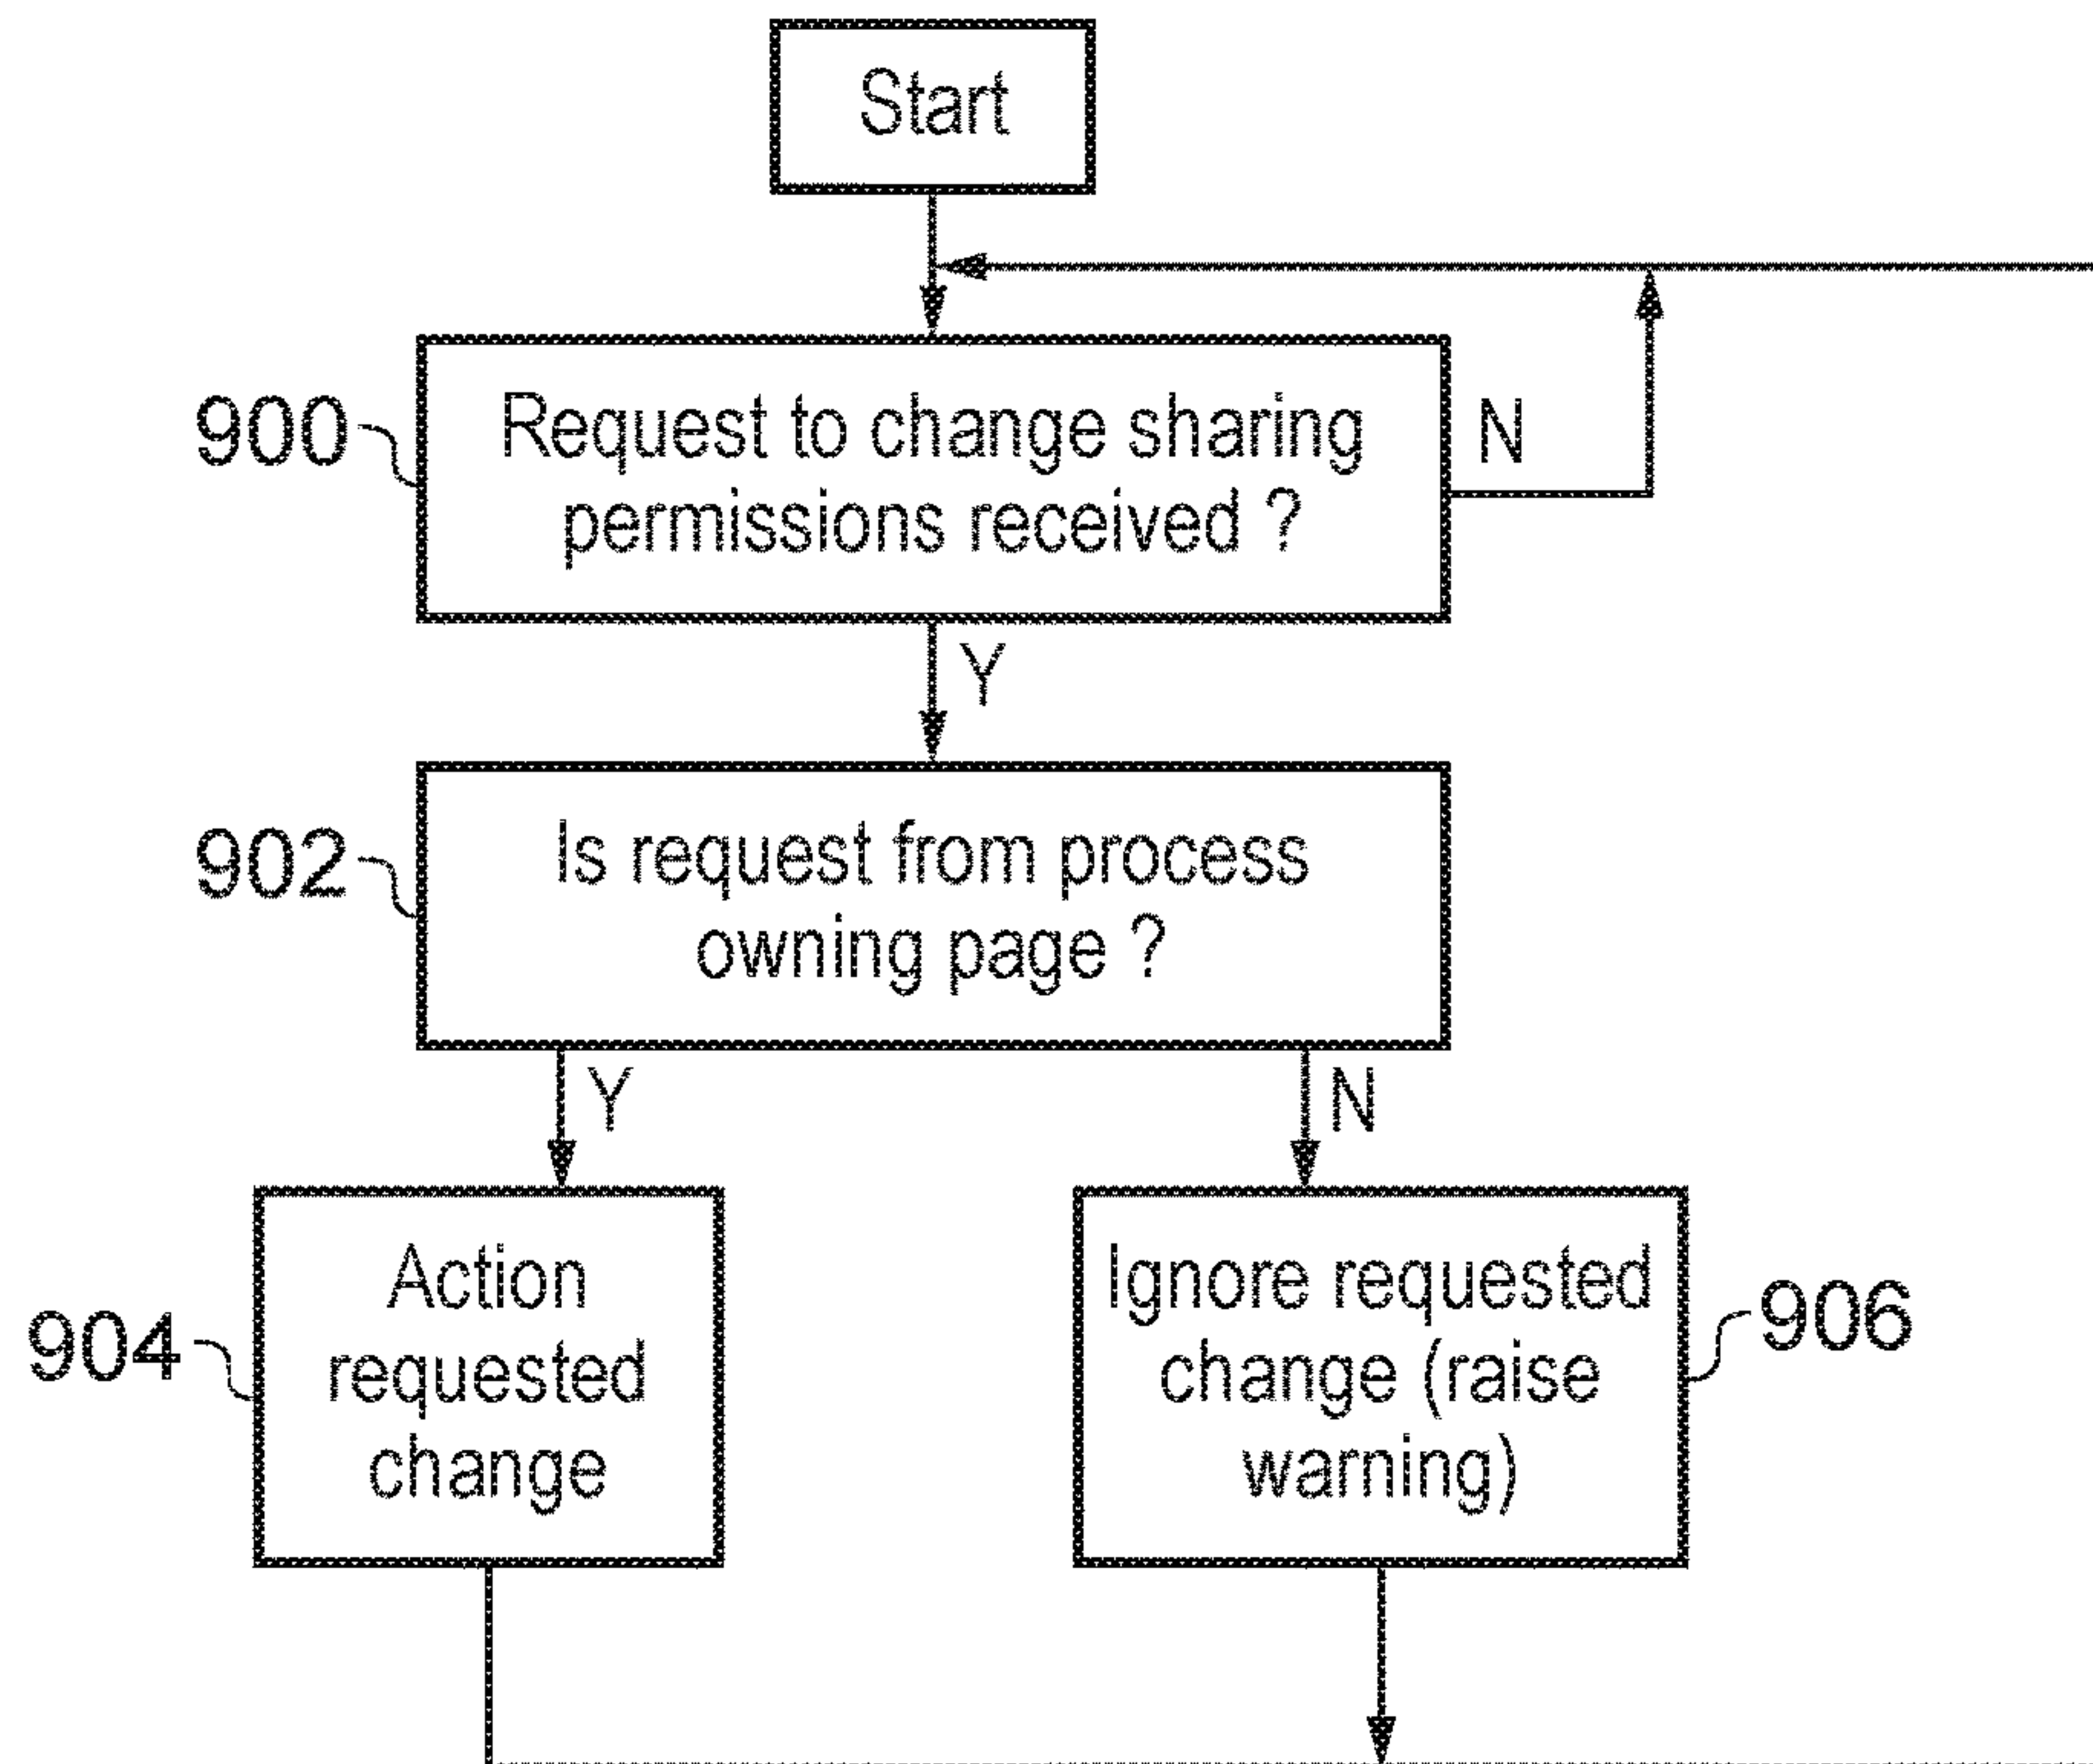 Start
900
Request to change sharing
permissions received ?
N
Y
902
Is request from process
owning page ?
Y
N
904
Action
requested
change
Ignore requested
change (raise
warning)
906